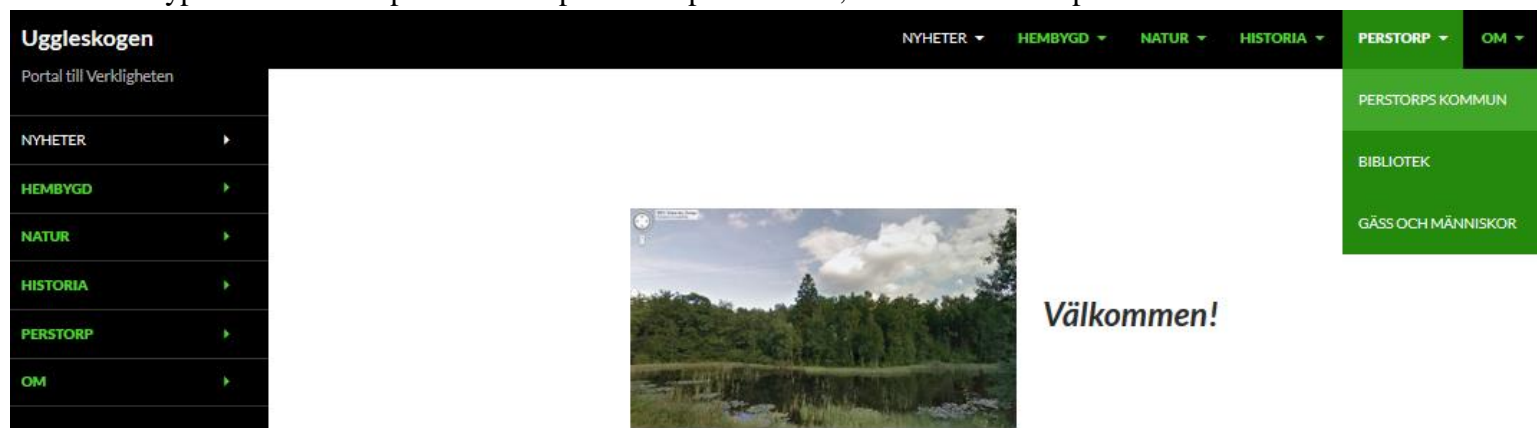 Uggleskogen
Portal till Verkligheten
NYHETER HEMBYGD NATUR HISTORIA PERSTORP OM
PERSTORPS KOMMUN
BIBLIOTEK
GÄSS OCH MÄNNISKOR
NYHETER
HEMBYGD
NATUR
HISTORIA
PERSTORP
OM
Välkommen!